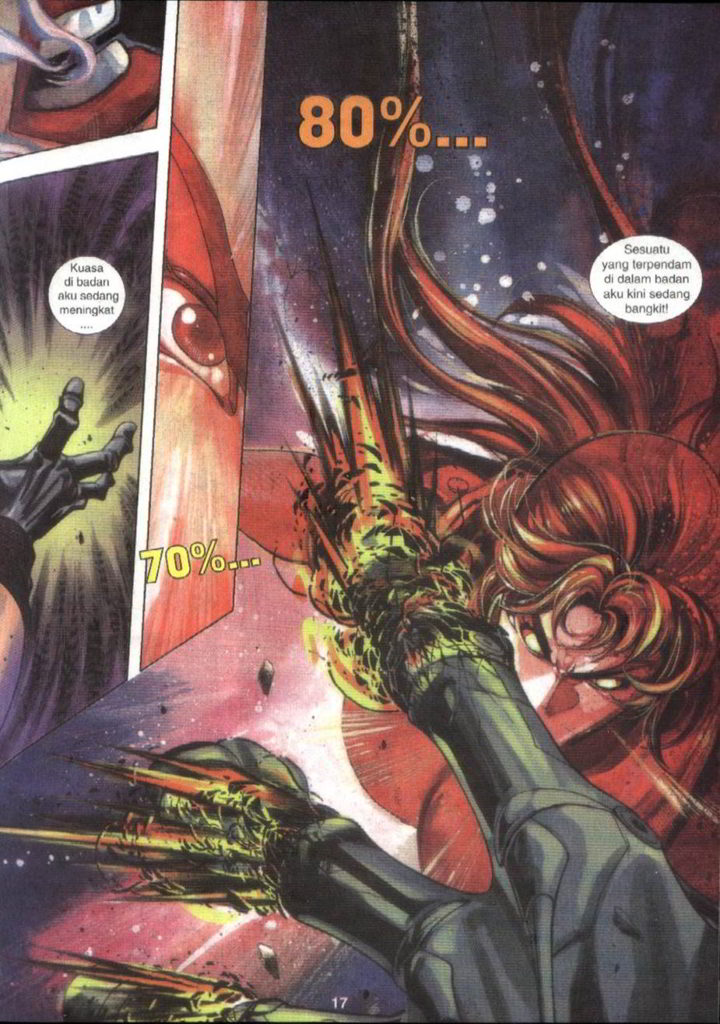 Kuasa
di badan
aku sedang
meningkat
....
70%...
80%...
Sesuatu
yang terpendam
di dalam badan
aku kini sedang
bangkit!
17